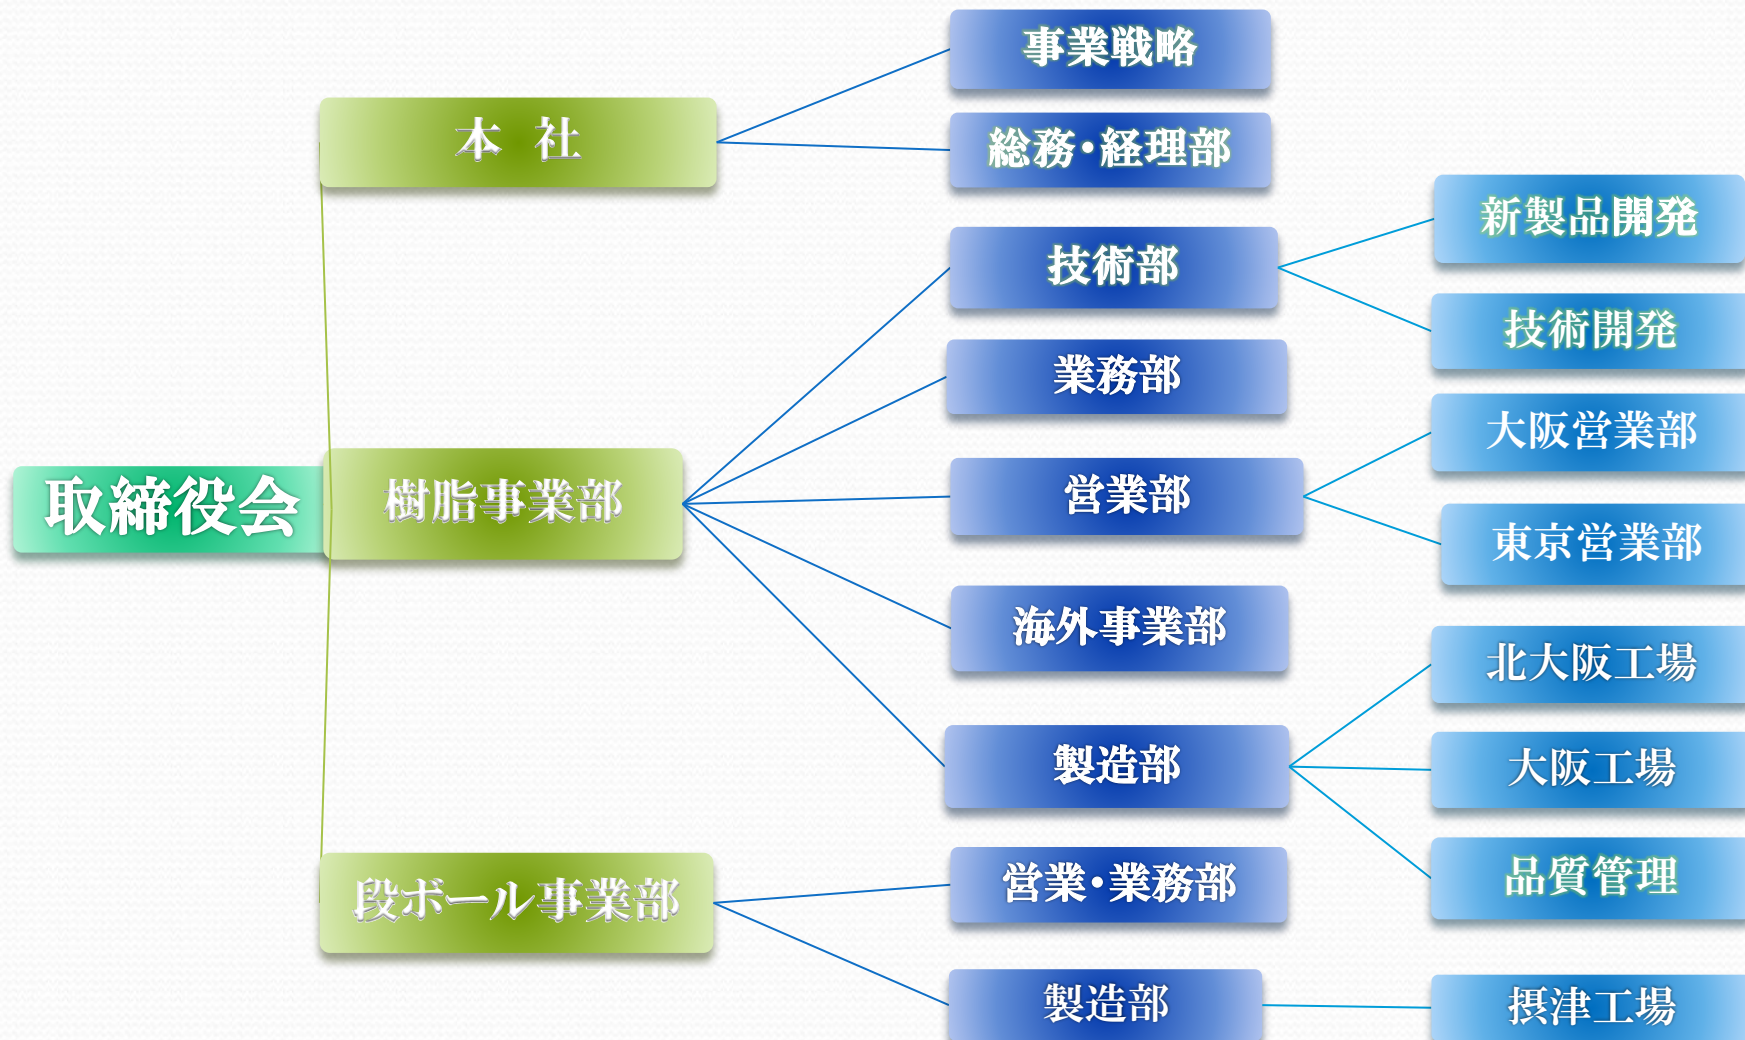 取締役会
本 社
事業戦略
総務・経理部
樹脂事業部
技術部
新製品開発
技術開発
業務部
営業部
大阪営業部
東京営業部
海外事業部
製造部
北大阪工場
大阪工場
品質管理
段ボール事業部
営業・業務部
製造部
摂津工場